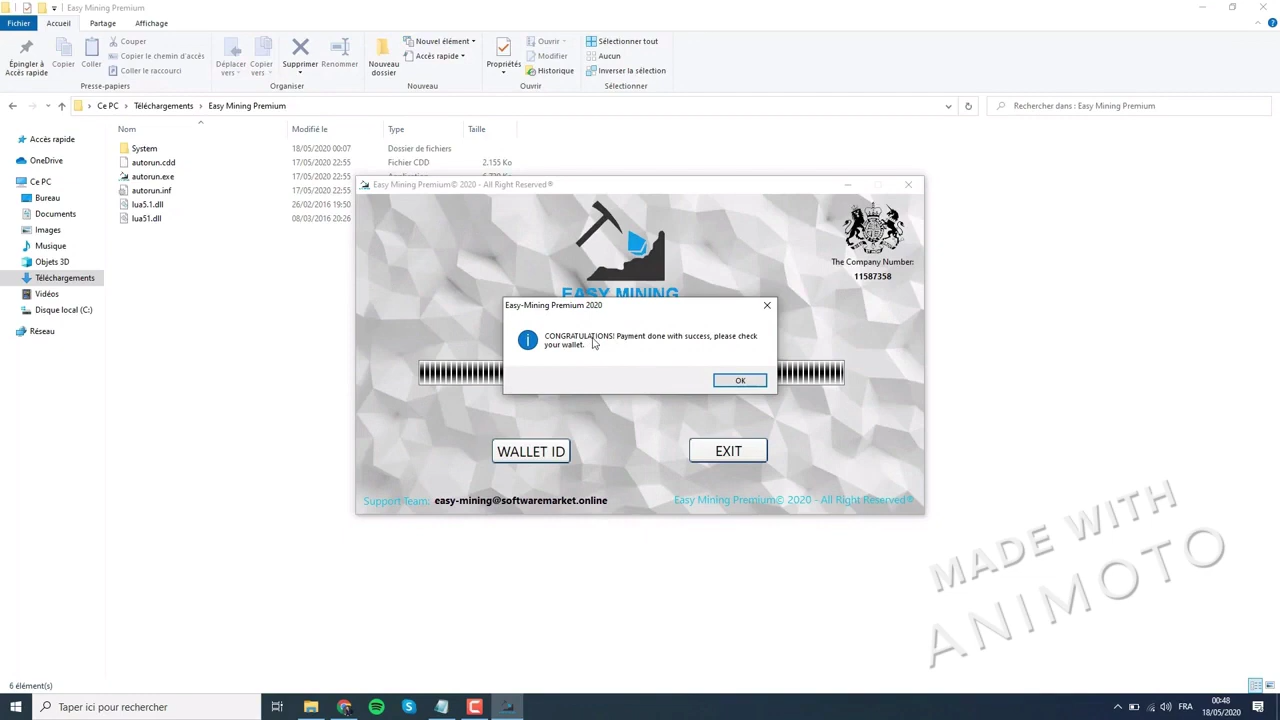 Easy Mining Premium
Fichier
Accueil
Partage
Affichage
Épingler à
Accès rapide
Copier
Coller
Couper
Copier le chemin d'accès
Coller le raccourci
Déplacer
vers
Copier
vers
Supprimer
Renommer
Nouveau
dossier
Nouvel élément
Accès rapide
Propriétés
Ouvrir
Modifier
Historique
Sélectionner tout
Aucun
Inverser la sélection
Presse-papiers
Organiser
Nouveau
Ouvrir
Sélectionner
Ce PC > Téléchargements > Easy Mining Premium
Rechercher dans : Easy Mining Premium
Accès rapide
OneDrive
Ce PC
Bureau
Documents
Images
Musique
Objets 3D
Téléchargements
Vidéos
Disque local (C:)
Réseau
Nom Modifié le Type Taille
System 18/05/2020 00:07 Dossier de fichiers
autorun.cdd 17/05/2020 22:55 Fichier CDD 2.155 Ko
autorun.exe 17/05/2020 22:55
autorun.inf 17/05/2020 22:55
lua5.1.dll 26/02/2016 19:50
lua51.dll 08/03/2016 20:26
Easy Mining Premium© 2020 - All Right Reserved®
EASY MINING
The Company Number:
11587358
Easy-Mining Premium 2020
CONGRATULATIONS! Payment done with success, please check
your wallet.
OK
WALLET ID
EXIT
Support Team: easy-mining@softwaremarket.online
Easy Mining Premium© 2020 - All Right Reserved®
MADE WITH
ANIMOTO
6 élément(s)
Taper ici pour rechercher
FRA
00:48
18/05/2020